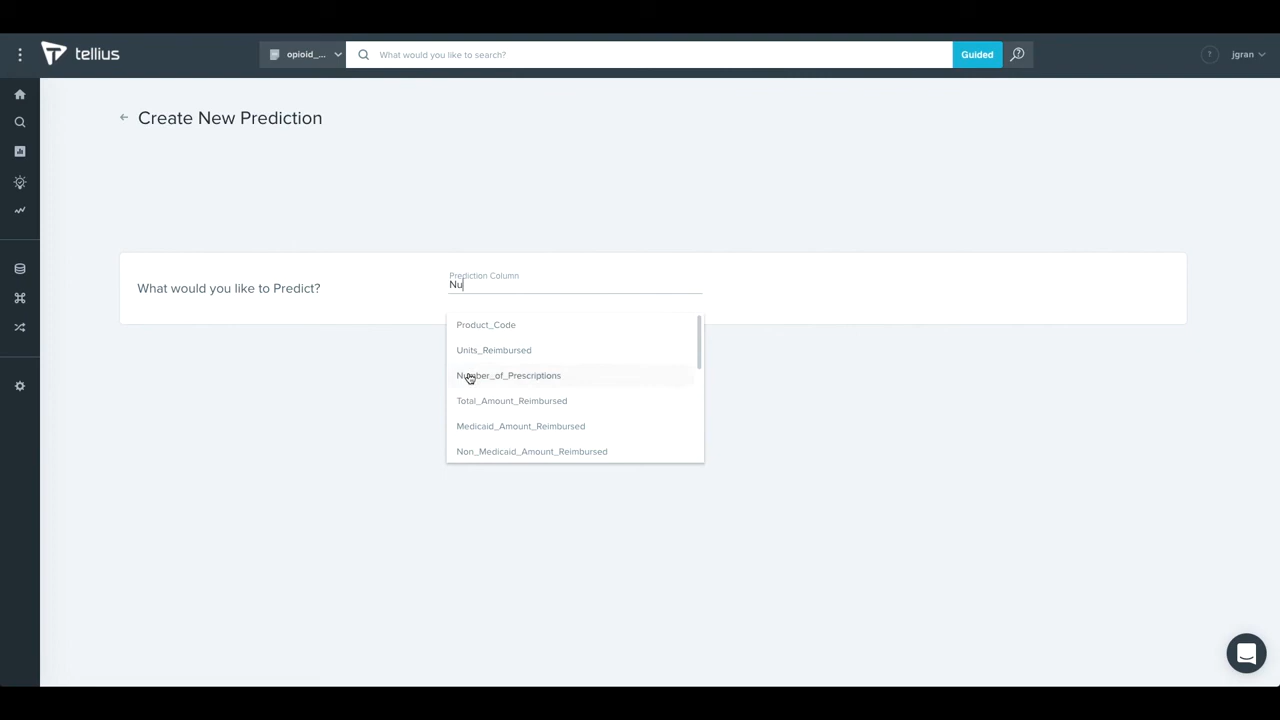 tellius
opioid_...
What would you like to search?
Guided
jgran
Create New Prediction
Prediction Column
What would you like to Predict?
Nu
Product_Code
Units_Reimbursed
Number_of_Prescriptions
Total_Amount_Reimbursed
Medicaid_Amount_Reimbursed
Non_Medicaid_Amount_Reimbursed